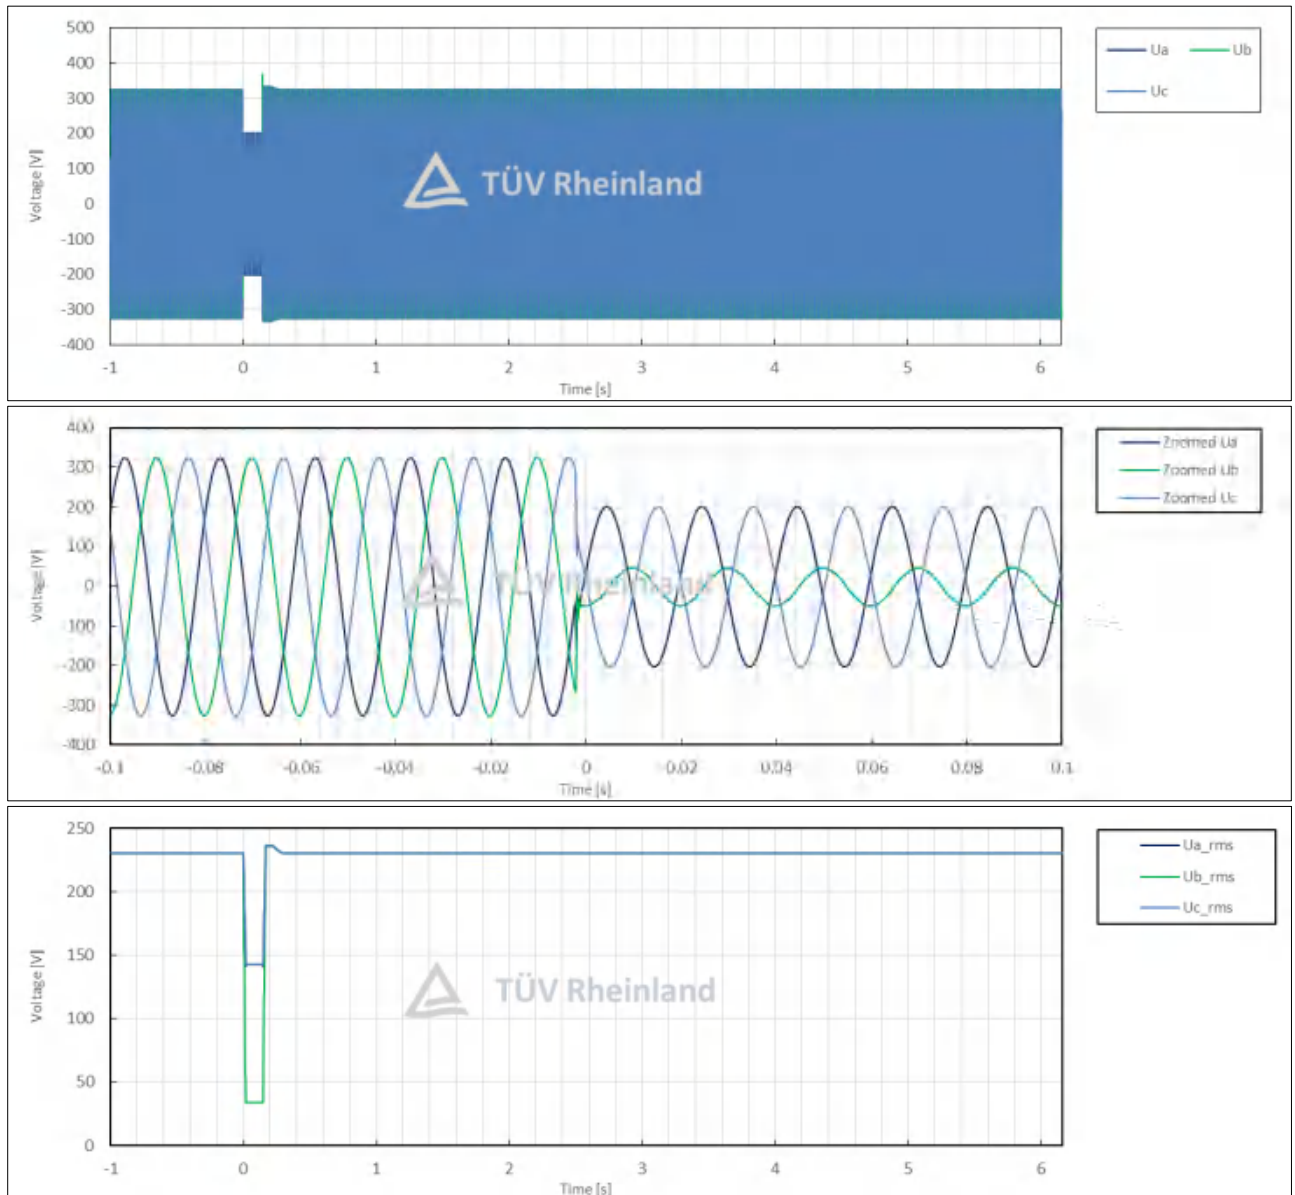 500
400
300
200
100
0
-100
-200
-300
-400
Voltage [V]
-1 0 1 2 3 4 5 6
Time [s]
Ua Ub
Uc
TÜV Rheinland
400
300
200
100
0
-100
-200
-300
-400
Voltage [V]
-0.1 -0.08 -0.06 -0.04 -0.02 0 0.02 0.04 0.06 0.08 0.1
Time [s]
Zoomed Ua
Zoomed Ub
Zoomed Uc
TÜV Rheinland
250
200
150
100
50
0
Voltage [V]
-1 0 1 2 3 4 5 6
Time [s]
Ua_rms
Ub_rms
Uc_rms
TÜV Rheinland